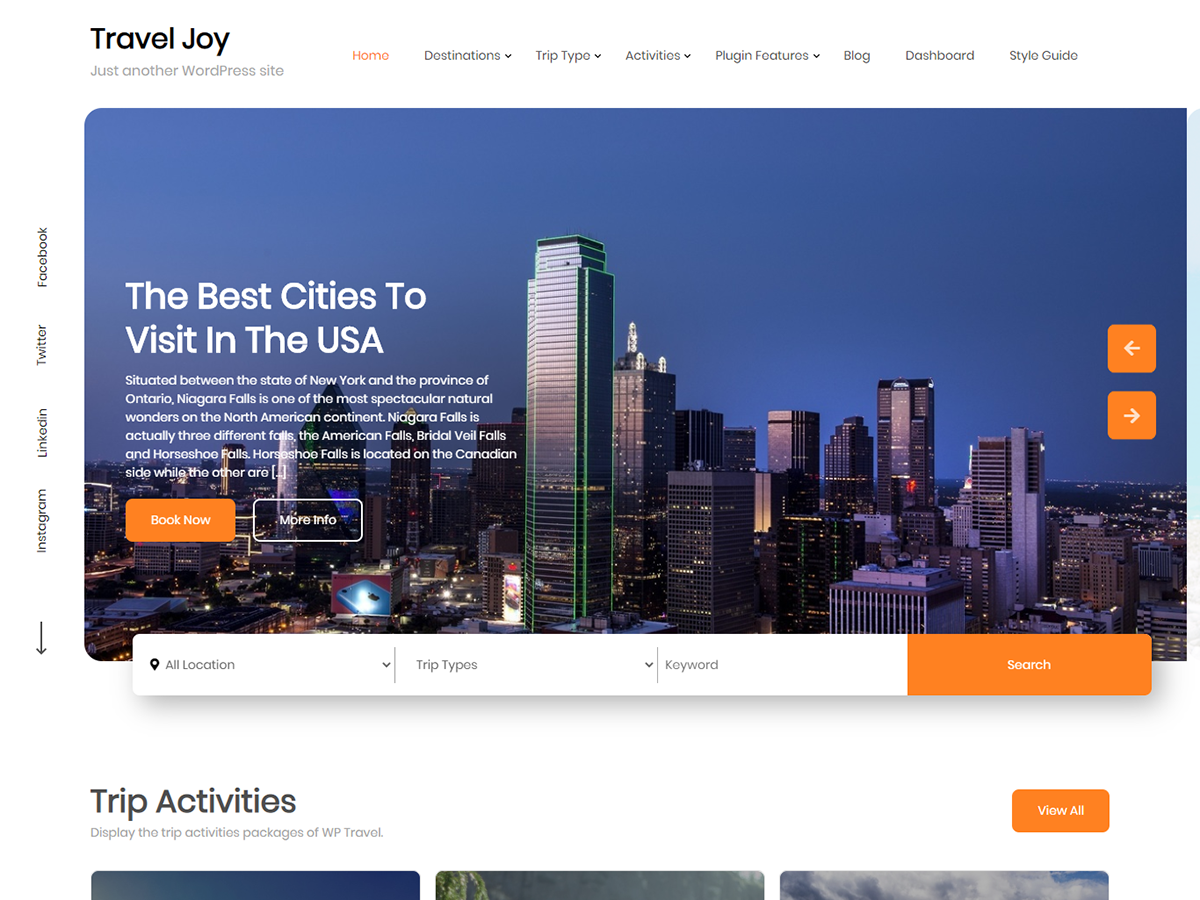 Travel Joy
Just another WordPress site
Home Destinations Trip Type Activities Plugin Features Blog Dashboard Style Guide
Facebook
Twitter
Linkedin
Instagram
The Best Cities To
Visit In The USA
Situated between the state of New York and the province of
Ontario, Niagara Falls is one of the most spectacular natural
wonders on the North American continent. Niagara Falls is
actually three different falls, the American Falls, Bridal Veil Falls
and Horseshoe Falls. Horseshoe Falls is located on the Canadian
side while the other are [...]
Book Now More Info
All Location Trip Types Keyword Search
Trip Activities
Display the trip activities packages of WP Travel.
View All